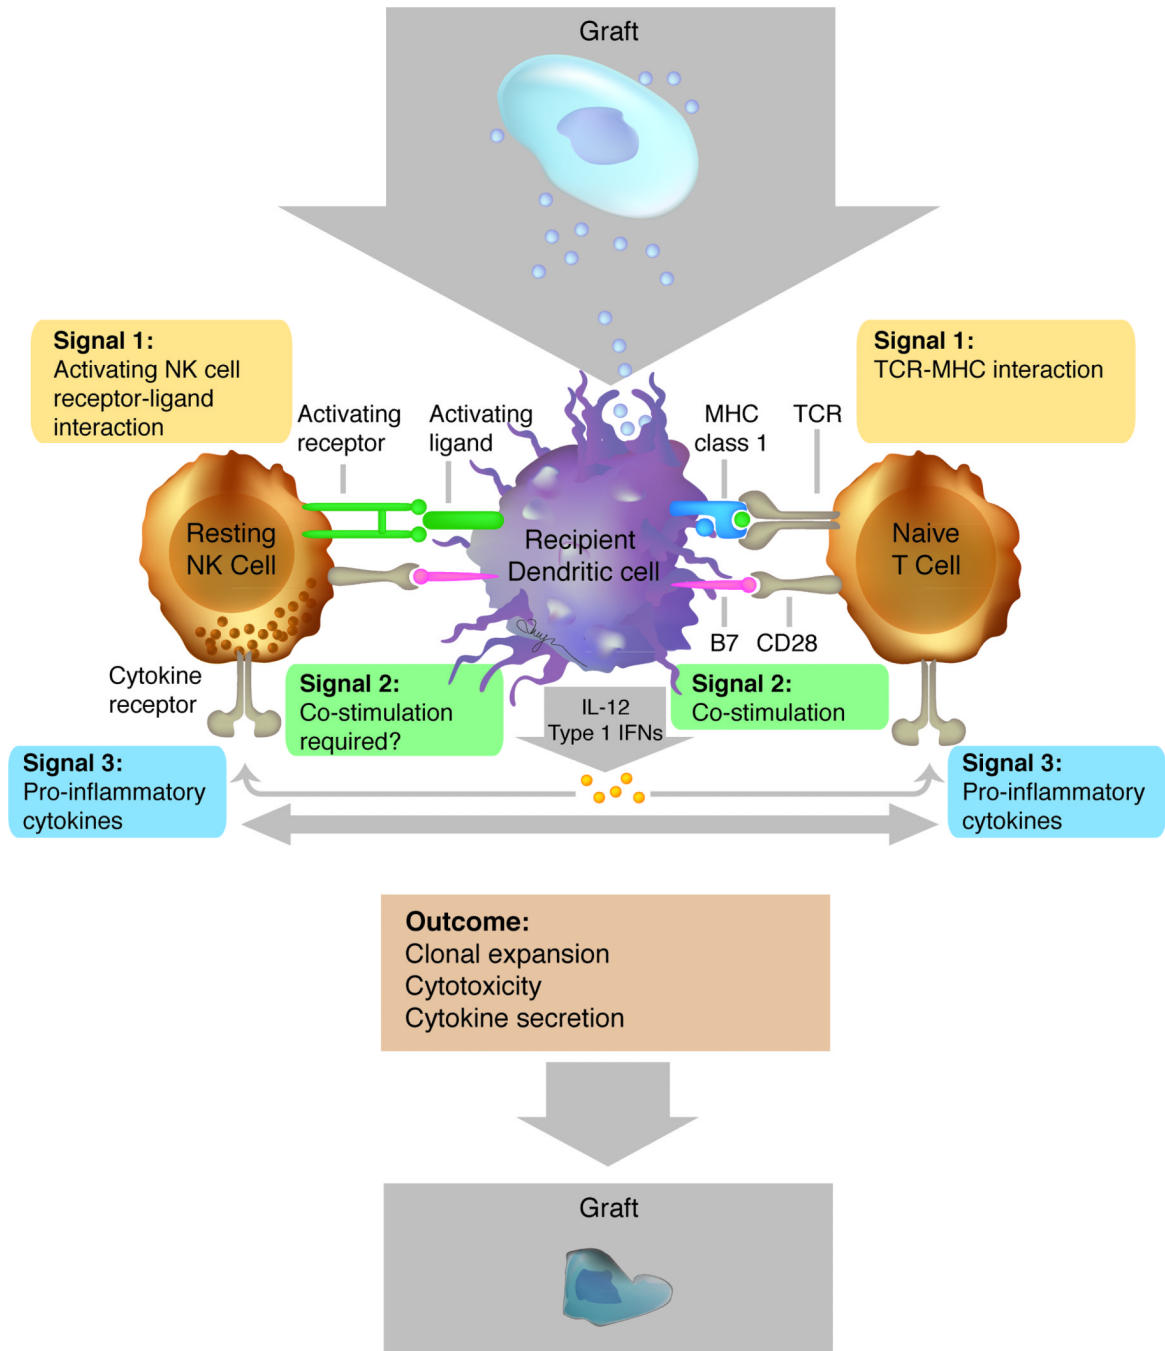 Graft
Signal 1:
Activating NK cell
receptor-ligand
interaction
Signal 1:
TCR-MHC interaction
Activating
receptor
Activating
ligand
MHC
class 1
TCR
Resting
NK Cell
Recipient
Dendritic cell
Naive
T Cell
B7
CD28
Cytokine
receptor
Signal 2:
Co-stimulation
required?
IL-12
Type 1 IFNs
Signal 2:
Co-stimulation
Signal 3:
Pro-inflammatory
cytokines
Signal 3:
Pro-inflammatory
cytokines
Outcome:
Clonal expansion
Cytotoxicity
Cytokine secretion
Graft